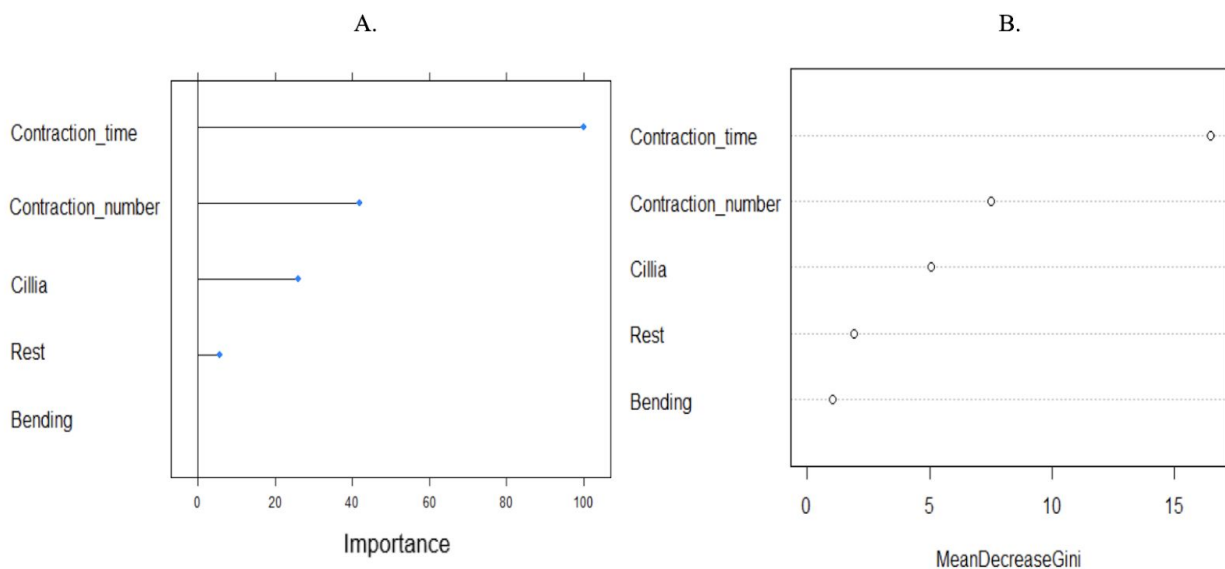 A.
Contraction_time
Contraction_number
Cillia
Rest
Bending
0 20 40 60 80 100
Importance
B.
Contraction_time
Contraction_number
Cillia
Rest
Bending
0 5 10 15
MeanDecreaseGini